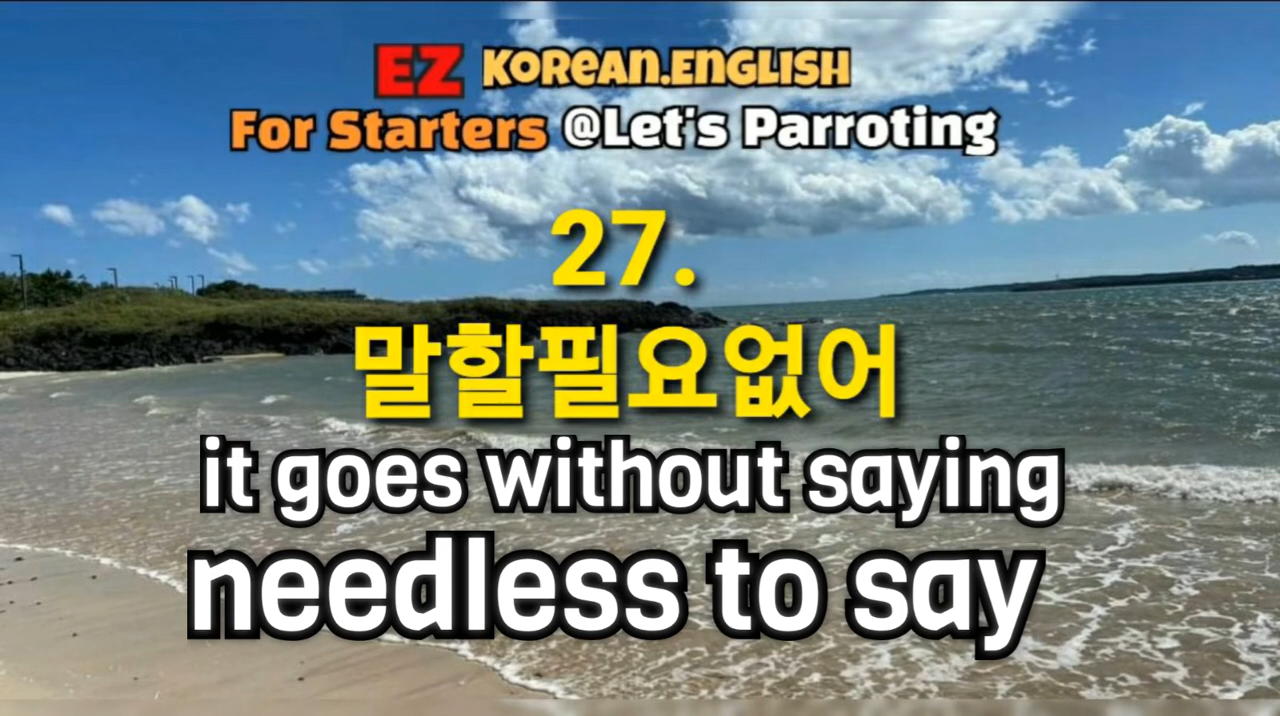 EZ KOREAN.ENGLISH
For Starters @Let's Parroting
27.
말할필요없어
it goes without saying
needless to say